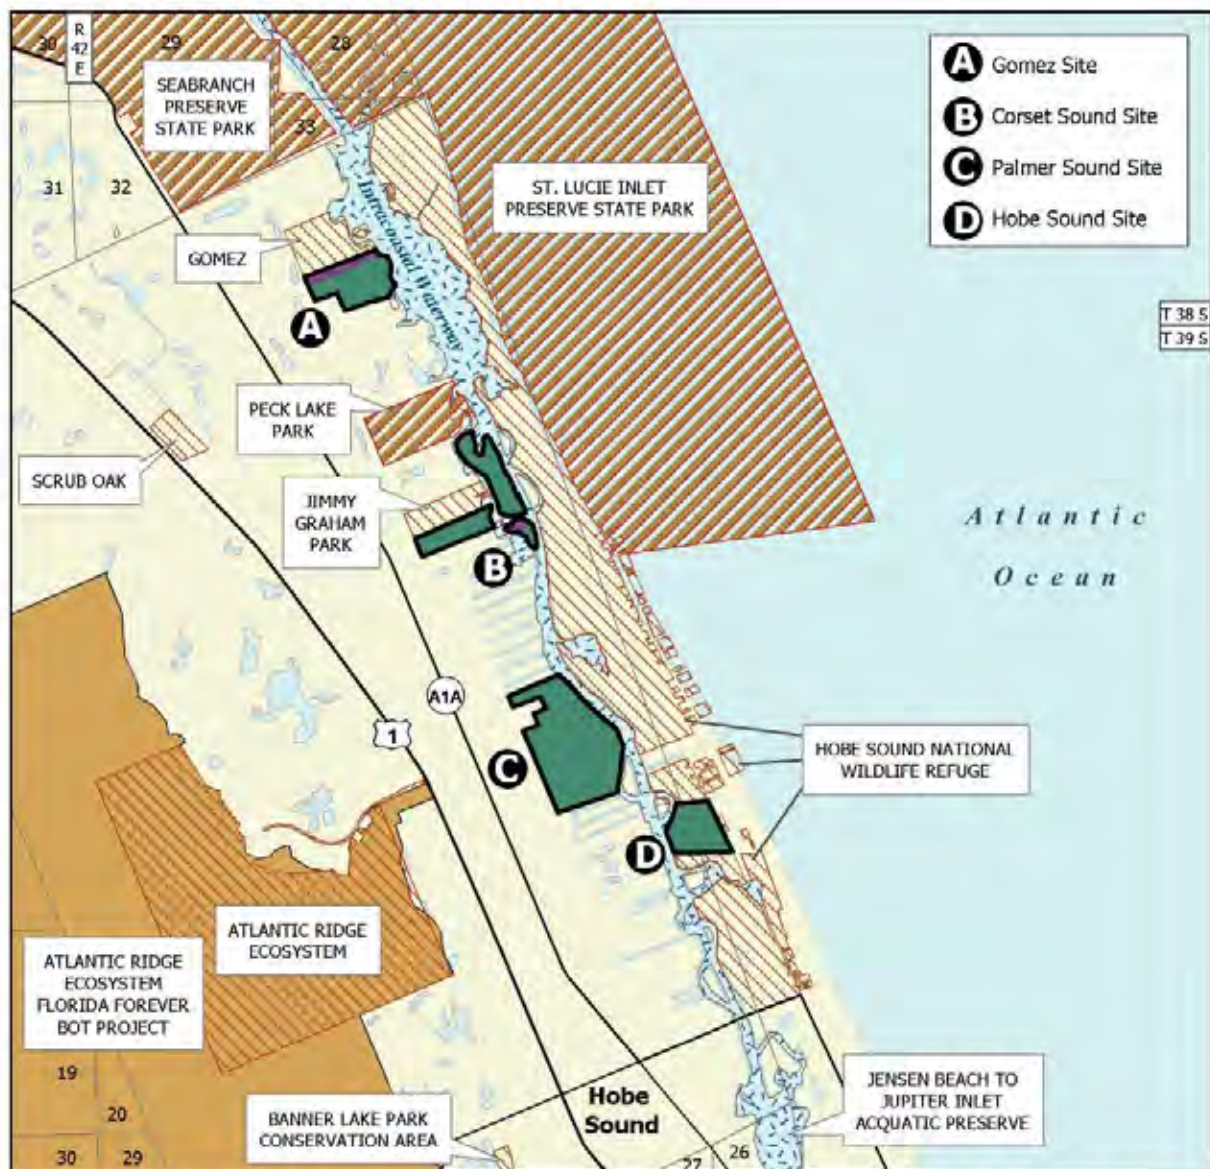 R
42
E
30
29
28
SEABRANCH
PRESERVE
STATE PARK
33
31
32
6
A Gomez Site
B Corset Sound Site
C Palmer Sound Site
D Hobe Sound Site
ST. LUCIE INLET
PRESERVE STATE PARK
Intracoastal Waterway
GOMEZ
A
T 38 S
T 39 S
PECK LAKE
PARK
SCRUB OAK
JIMMY
GRAHAM
PARK
B
Atlantic
Ocean
A1A
1
C
HOBE SOUND NATIONAL
WILDLIFE REFUGE
D
ATLANTIC RIDGE
ECOSYSTEM
ATLANTIC RIDGE
ECOSYSTEM
FLORIDA FOREVER
BOT PROJECT
19
20
30
29
BANNER LAKE PARK
CONSERVATION AREA
Hobe
Sound
JENSEN BEACH TO
JUPITER INLET
ACQUATIC PRESERVE
26
27